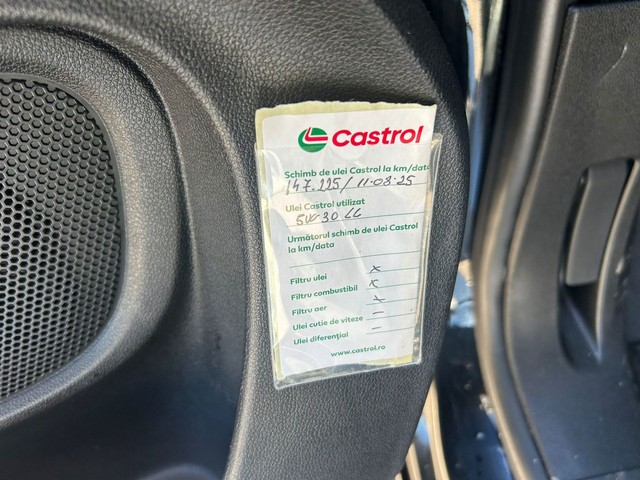 Castrol
Schimb de ulei Castrol la km/data
147.225/11-03-25
Ulei Castrol utilizat
5W30 LL
Următorul schimb de ulei Castrol
la km/data
Filtru ulei x
Filtru combustibil x
Filtru aer x
Ulei cutie de viteze –
Ulei diferențial –
www.castrol.ro